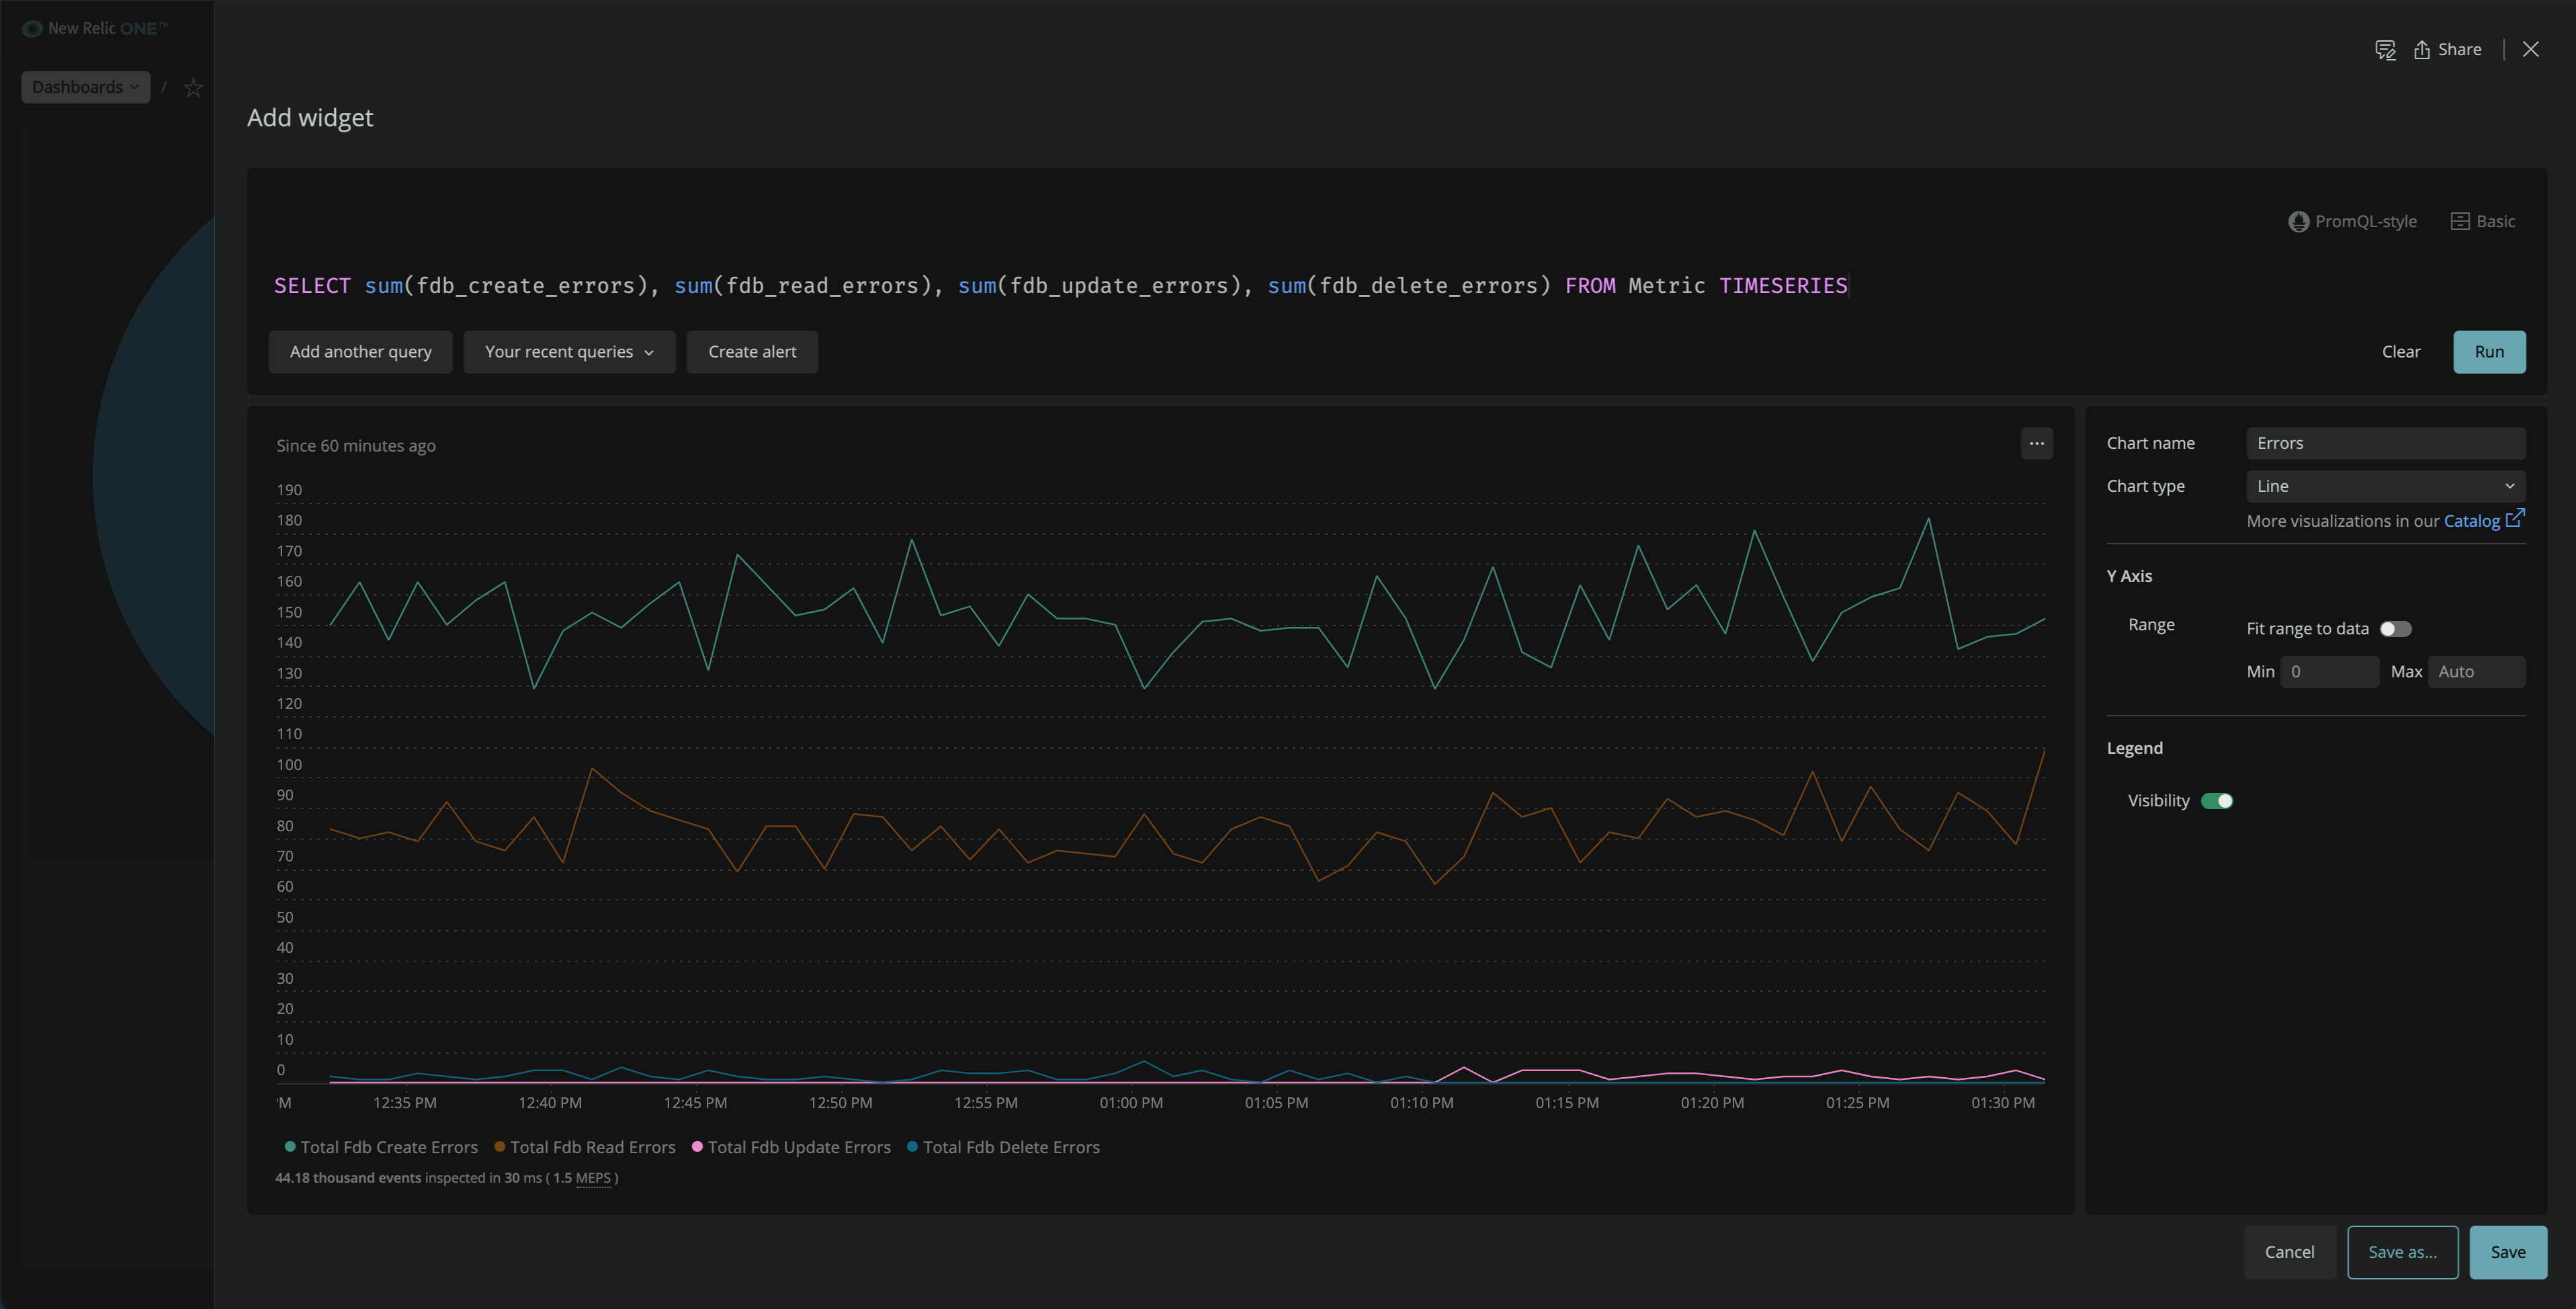 New Relic ONE™
Dashboards /
Share
Add widget
PromQL-style Basic
SELECT sum(fdb_create_errors), sum(fdb_read_errors), sum(fdb_update_errors), sum(fdb_delete_errors) FROM Metric TIMESERIES
Add another query Your recent queries Create alert Clear Run
Since 60 minutes ago
190
180
170
160
150
140
130
120
110
100
90
80
70
60
50
40
30
20
10
0
'M 12:35 PM 12:40 PM 12:45 PM 12:50 PM 12:55 PM 01:00 PM 01:05 PM 01:10 PM 01:15 PM 01:20 PM 01:25 PM 01:30 PM
Total Fdb Create Errors Total Fdb Read Errors Total Fdb Update Errors Total Fdb Delete Errors
44.18 thousand events inspected in 30 ms ( 1.5 MEPS )
Chart name Errors
Chart type Line
More visualizations in our Catalog
Y Axis
Range Fit range to data
Min 0 Max Auto
Legend
Visibility
Cancel Save as... Save